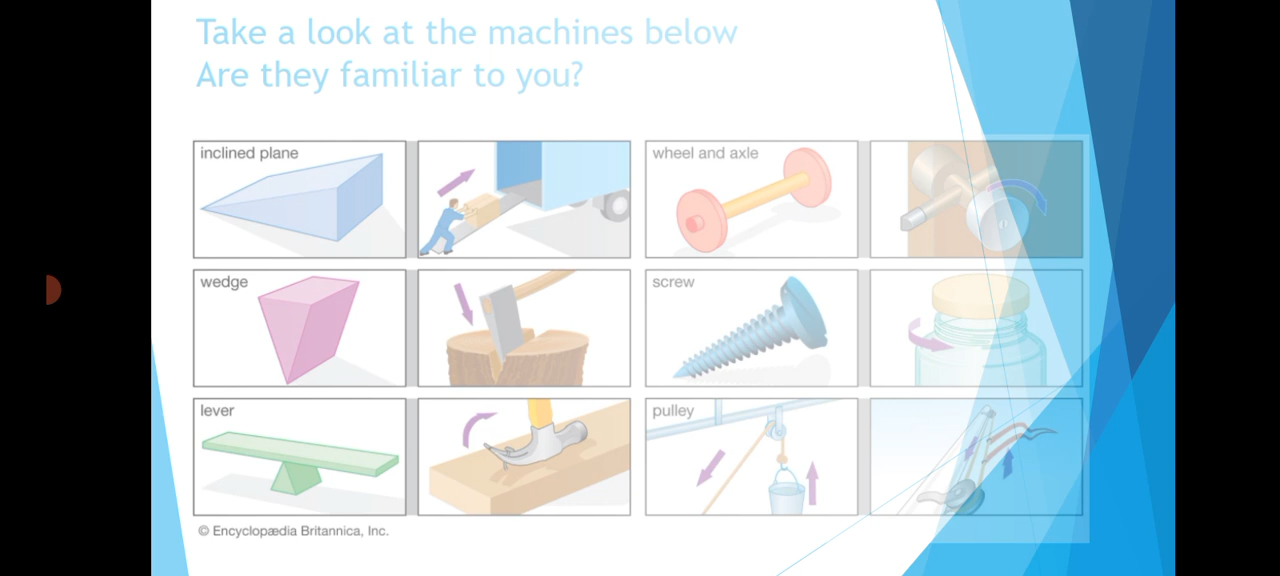 Take a look at the machines below
Are they familiar to you?
inclined plane
wheel and axle
wedge
screw
lever
pulley
© Encyclopædia Britannica, Inc.